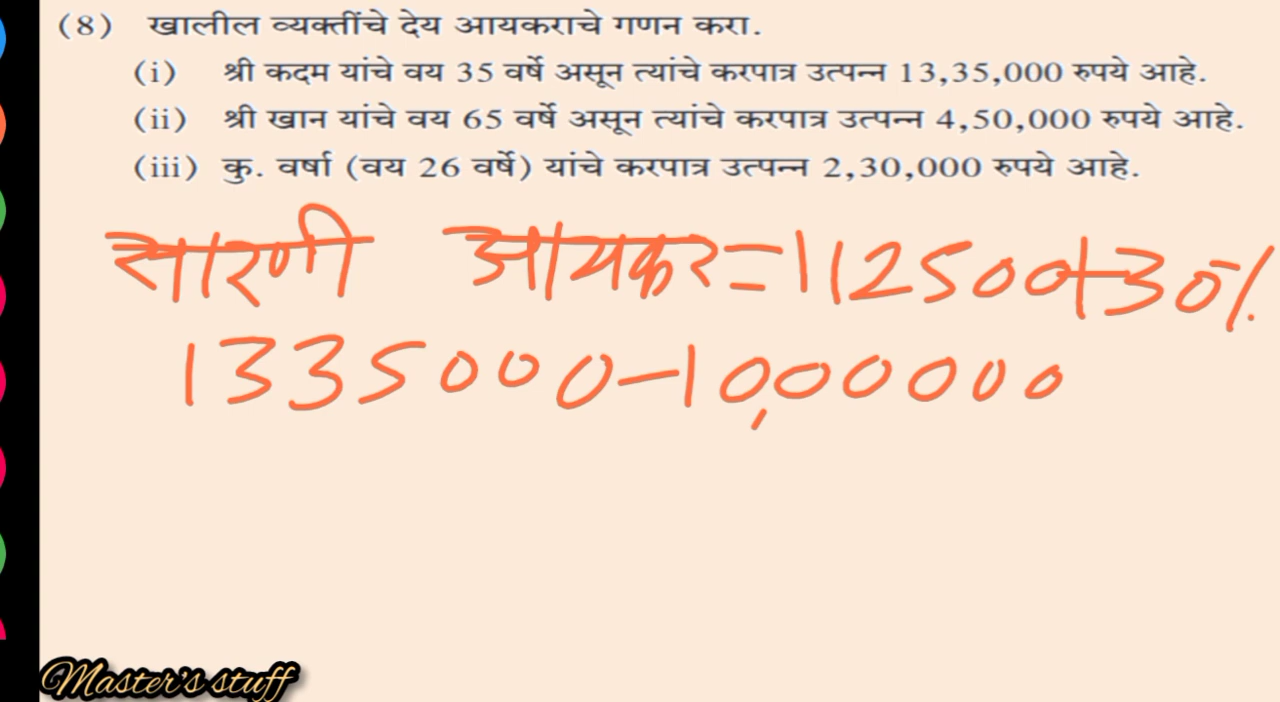 (8) खालील व्यक्तींचे देय आयकराचे गणन करा.
(i) श्री कदम यांचे वय 35 वर्षे असून त्यांचे करपात्र उत्पन्न 13,35,000 रुपये आहे.
(ii) श्री खान यांचे वय 65 वर्षे असून त्यांचे करपात्र उत्पन्न 4,50,000 रुपये आहे.
(iii) कु. वर्षा (वय 26 वर्षे) यांचे करपात्र उत्पन्न 2,30,000 रुपये आहे.
सारणी आयकर=112500+30%
1335000-10,00000
Master's stuff